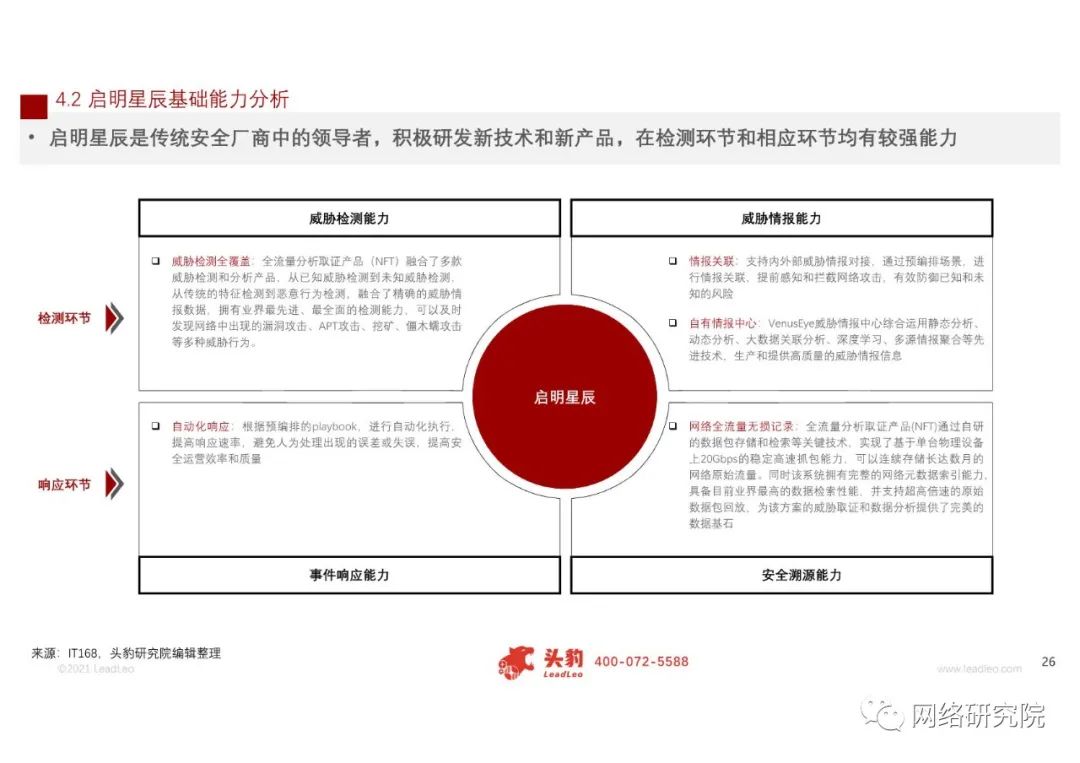 4.2 启明星辰基础能力分析
• 启明星辰是传统安全厂商中的领导者，积极研发新技术和新产品，在检测环节和相应环节均有较强能力
威胁检测能力
威胁情报能力
检测环节
威胁检测全覆盖：全流量分析取证产品（NFT）融合了多款
威胁检测和分析产品，从已知威胁检测到未知威胁检测，
从传统的特征检测到恶意行为检测，融合了精确的威胁情
报数据，拥有业界最先进、最全面的检测能力，可以及时
发现网络中出现的漏洞攻击、APT攻击、挖矿、僵木蠕攻击
等多种威胁行为。
情报关联：支持内外部威胁情报对接，通过预编排场景，进
行情报关联，提前感知和拦截网络攻击，有效防御已知和未
知的风险
自有情报中心：VenusEye威胁情报中心综合运用静态分析、
动态分析、大数据关联分析、深度学习、多源情报聚合等先
进技术，生产和提供高质量的威胁情报信息
启明星辰
响应环节
自动化响应：根据预编排的playbook，进行自动化执行，
提高响应速率，避免人为处理出现的误差或失误，提高安
全运营效率和质量
网络全流量无损记录：全流量分析取证产品(NFT)通过自研
的数据包存储和检索等关键技术，实现了基于单台物理设备
上20Gbps的稳定高速抓包能力，可以连续存储长达数月的
网络原始流量。同时该系统拥有完整的网络元数据索引能力，
具备目前业界最高的数据检索性能，并支持超高倍速的原始
数据包回放，为该方案的威胁取证和数据分析提供了完美的
数据基石
事件响应能力
安全溯源能力
来源：IT168，头豹研究院编辑整理
©2021 LeadLeo
头豹
LeadLeo
400-072-5588
www.leadleo.com
26
网络研究院